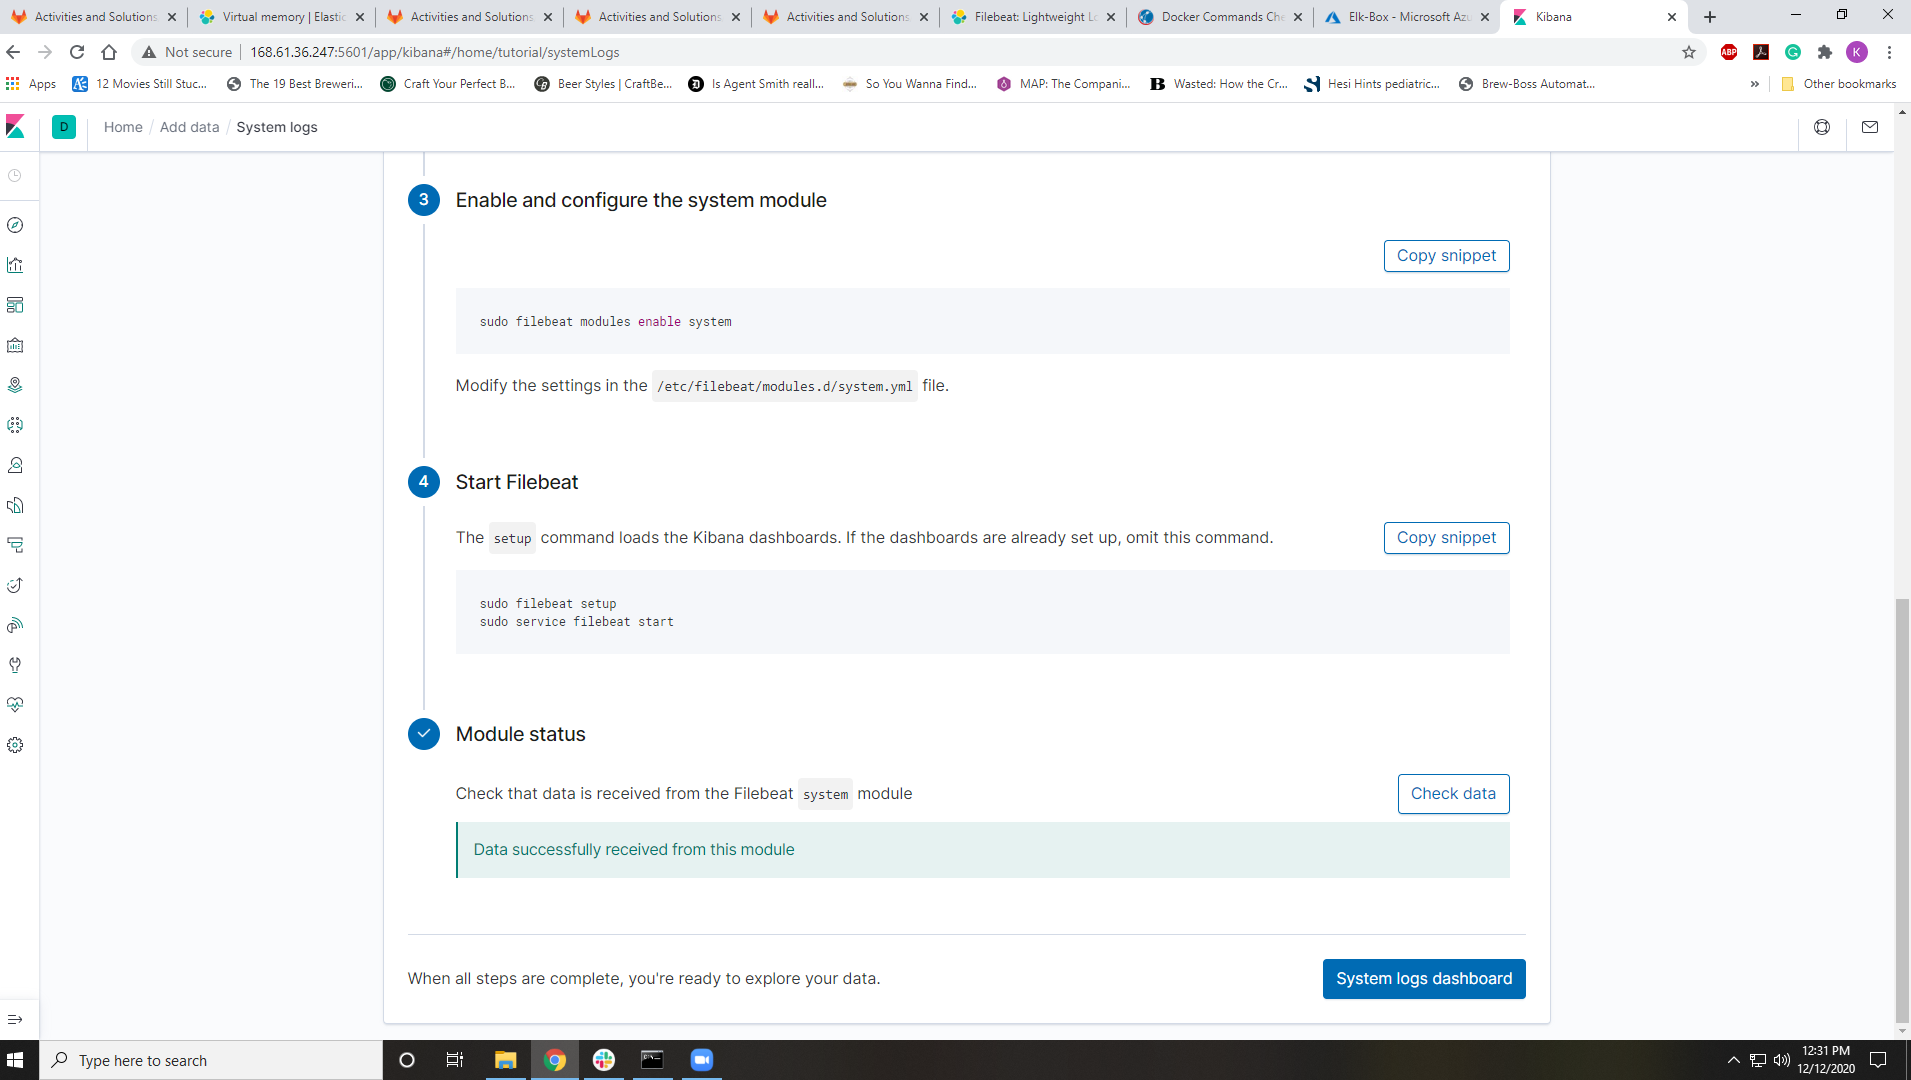 Activities and Solutions
Virtual memory | Elastic
Activities and Solutions
Activities and Solutions
Activities and Solutions
Filebeat: Lightweight Lo
Docker Commands Che
Elk-Box - Microsoft Azu
Kibana
Not secure
168.61.36.247:5601/app/kibana#/home/tutorial/systemLogs
ABP
K
Apps
12 Movies Still Stuc...
The 19 Best Breweri...
Craft Your Perfect B...
Beer Styles | CraftBe...
Is Agent Smith reall...
So You Wanna Find...
MAP: The Compani...
Wasted: How the Cr...
Hesi Hints pediatric...
Brew-Boss Automat...
»
Other bookmarks
D
Home / Add data / System logs
3
Enable and configure the system module
Copy snippet
sudo filebeat modules enable system
Modify the settings in the /etc/filebeat/modules.d/system.yml file.
4
Start Filebeat
The setup command loads the Kibana dashboards. If the dashboards are already set up, omit this command.
Copy snippet
sudo filebeat setup
sudo service filebeat start
Module status
Check that data is received from the Filebeat system module
Check data
Data successfully received from this module
When all steps are complete, you're ready to explore your data.
System logs dashboard
Type here to search
12:31 PM
12/12/2020